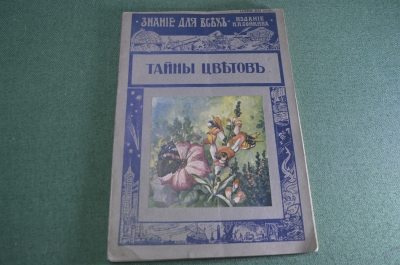 ЗНАНІЕ ДЛЯ ВСѢХЪ
ИЗДАНІЕ
П.П.СОЙКИНА
ТАЙНЫ ЦВѢТОВЪ